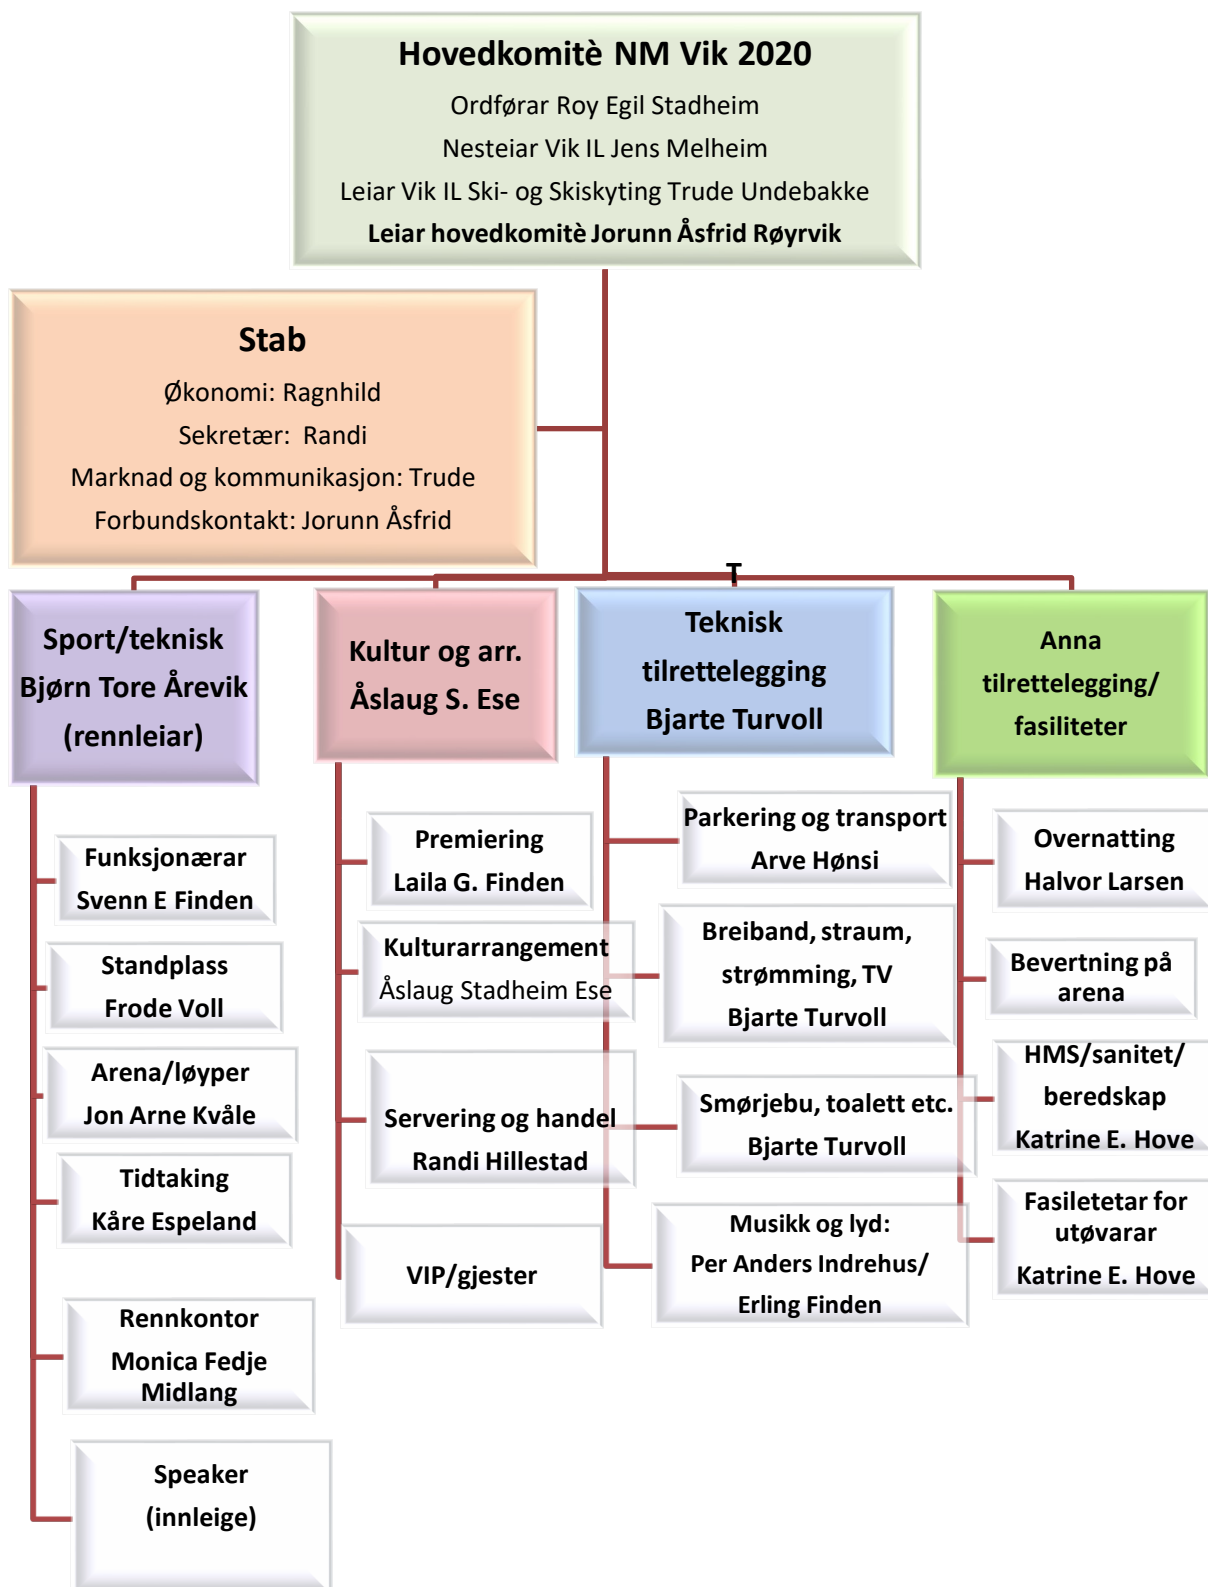 Hovedkomitè NM Vik 2020
Ordførar Roy Egil Stadheim
Nesteiar Vik IL Jens Melheim
Leiar Vik IL Ski- og Skiskyting Trude Undebakke
Leiar hovedkomitè Jorunn Åsfrid Røyrvik
Stab
Økonomi: Ragnhild
Sekretær: Randi
Marknad og kommunikasjon: Trude
Forbundskontakt: Jorunn Åsfrid
T
Sport/teknisk
Bjørn Tore Årevik
(rennleiar)
Funksjonærar
Svenn E Finden
Standplass
Frode Voll
Arena/løyper
Jon Arne Kvåle
Tidtaking
Kåre Espeland
Rennkontor
Monica Fedje
Midlang
Speaker
(innleige)
Kultur og arr.
Åslaug S. Ese
Premiering
Laila G. Finden
Kulturarrangement
Åslaug Stadheim Ese
Servering og handel
Randi Hillestad
VIP/gjester
Teknisk
tilrettelegging
Bjarte Turvoll
Parkering og transport
Arve Hønsi
Breiband, straum,
strømming, TV
Bjarte Turvoll
Smørjebu, toalett etc.
Bjarte Turvoll
Musikk og lyd:
Per Anders Indrehus/
Erling Finden
Anna
tilrettelegging/
fasiliteter
Overnatting
Halvor Larsen
Bevertning på
arena
HMS/sanitet/
beredskap
Katrine E. Hove
Fasiletetar for
utøvarar
Katrine E. Hove